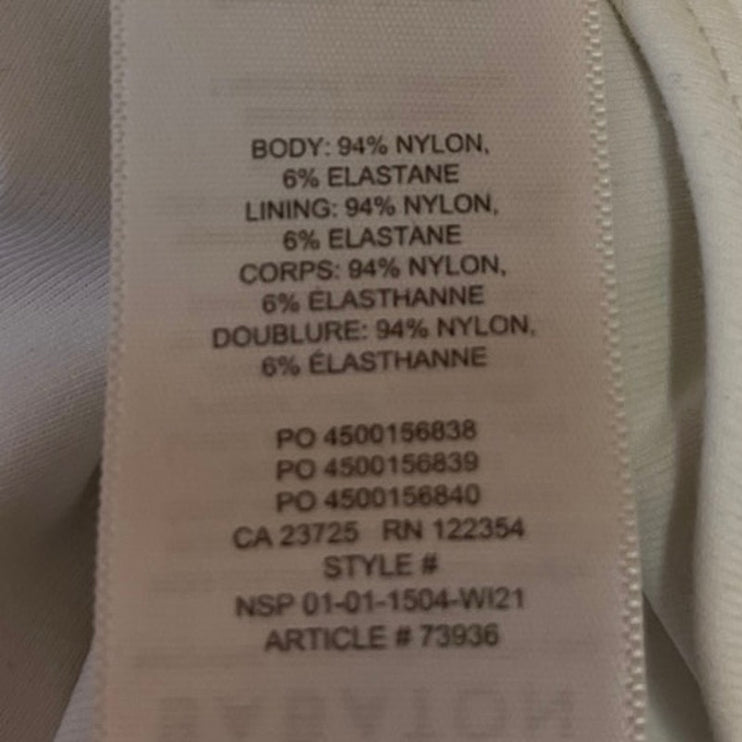 BODY: 94% NYLON,
6% ELASTANE
LINING: 94% NYLON,
6% ELASTANE
CORPS: 94% NYLON,
6% ÉLASTHANNE
DOUBLURE: 94% NYLON,
6% ÉLASTHANNE
PO 4500156838
PO 4500156839
PO 4500156840
CA 23725 RN 122354
STYLE #
NSP 01-01-1504-WI21
ARTICLE # 73936
BABATON